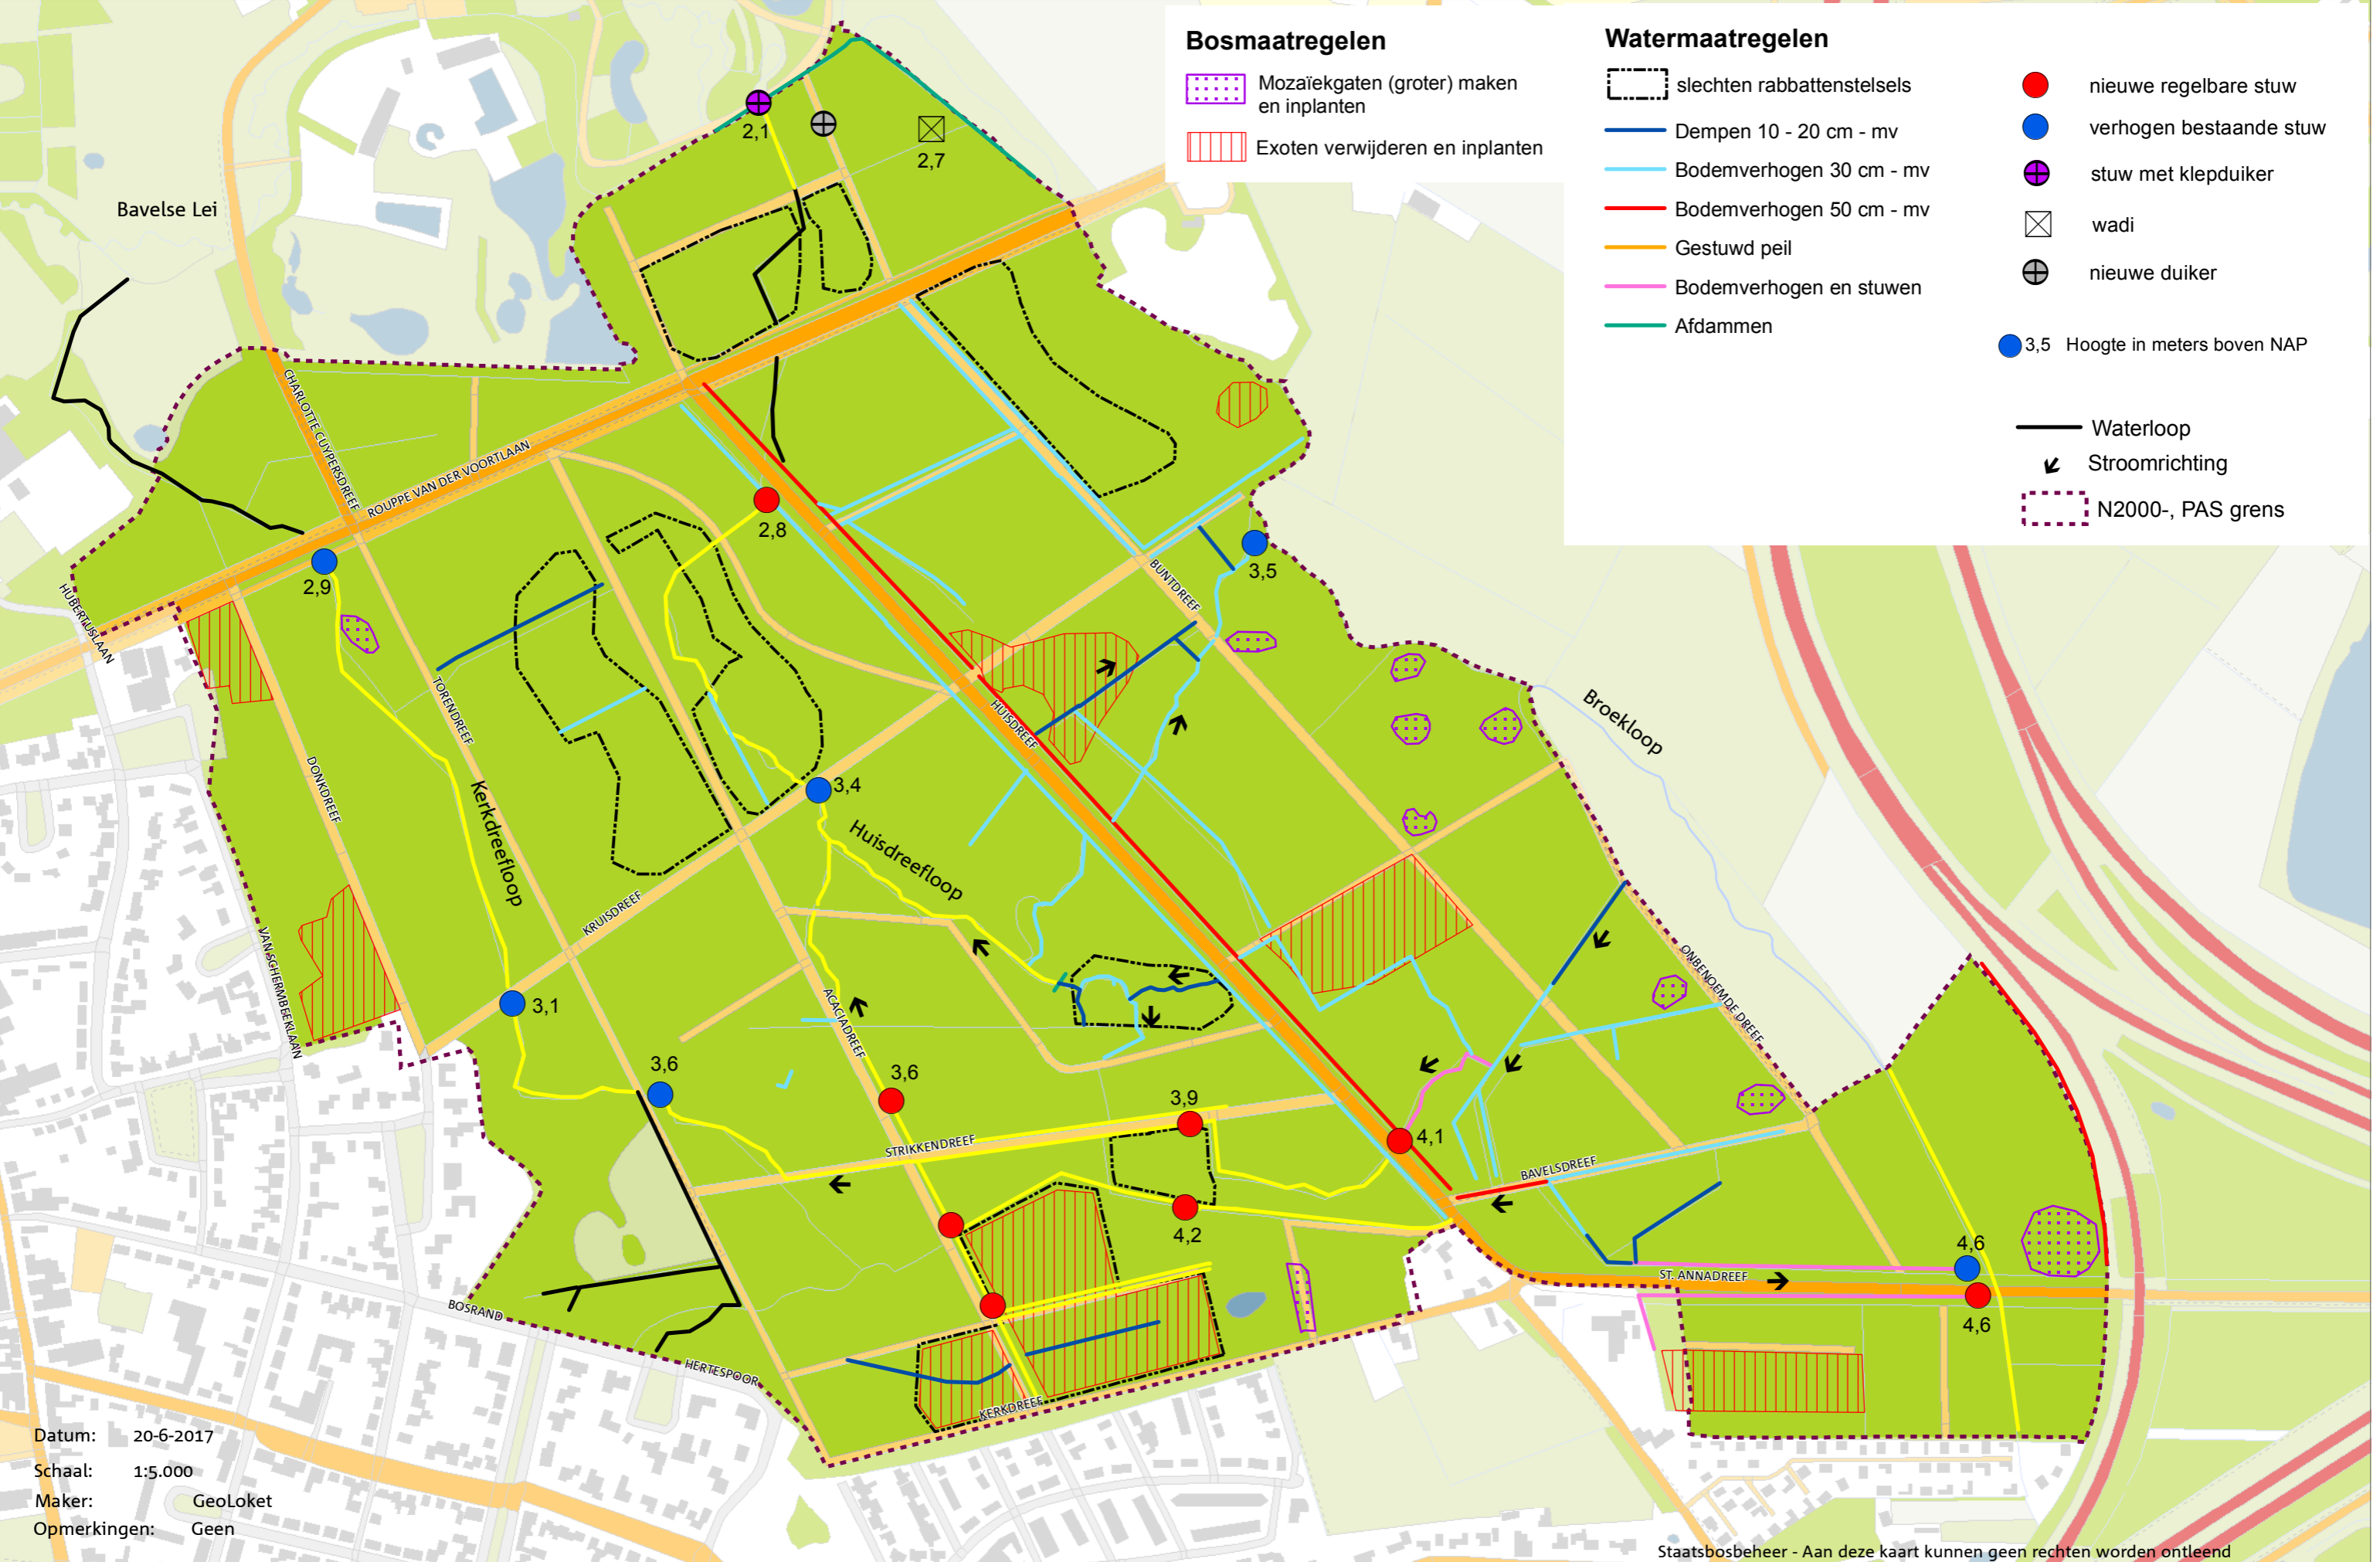 Bosmaatregelen
Mozaïekgaten (groter) maken
en inplanten
Exoten verwijderen en inplanten
Watermaatregelen
slechten rabbattenstelsels
Dempen 10 - 20 cm - mv
Bodemverhogen 30 cm - mv
Bodemverhogen 50 cm - mv
Gestuwd peil
Bodemverhogen en stuwen
Afdammen
nieuwe regelbare stuw
verhogen bestaande stuw
stuw met klepduiker
wadi
nieuwe duiker
3,5 Hoogte in meters boven NAP
Waterloop
Stroomrichting
N2000-, PAS grens
2,1
2,7
Bavelse Lei
CHARLOTTE CUYPERSDREEF
ROUPPE VAN DER VOORTLAAN
2,8
2,9
3,5
HUBERTUSLAAN
BUNTDREEF
TORENDREEF
HUISDREEF
Broekloop
DONKDREEF
Kerkdreefloop
3,4
Huisdreefloop
KRUISDREEF
VAN SCHERMBEEKLAAN
ONBENOEMDE DREEF
3,1
ACACIADREEF
3,6
3,6
3,9
4,1
STRIKKENDREEF
BAVELSDREEF
4,2
4,6
ST. ANNADREEF
4,6
BOSRAND
HERTESPOOR
KERKDREEF
Datum: 20-6-2017
Schaal: 1:5.000
Maker: GeoLoket
Opmerkingen: Geen
Staatsbosbeheer - Aan deze kaart kunnen geen rechten worden ontleend